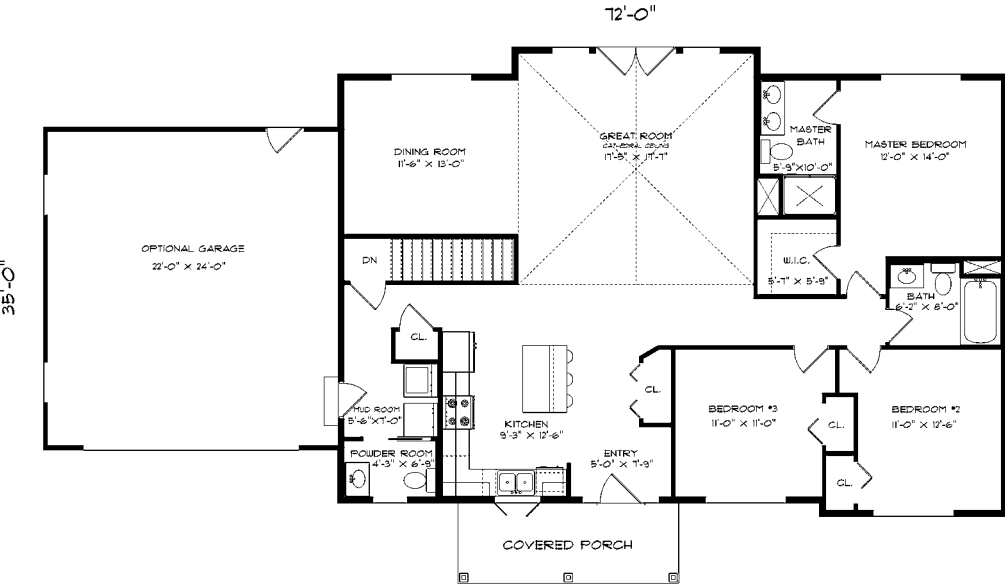 72'-0"
35'-0"
GREAT ROOM
CATHEDRAL CEILING
17'-5" X 17'-7"
MASTER
BATH
5'-9"X10'-0"
MASTER BEDROOM
12'-0" X 14'-0"
DINING ROOM
11'-6" X 13'-0"
OPTIONAL GARAGE
22'-0" X 24'-0"
DN
W.I.C.
5'-7" X 5'-9"
BATH
6'-2" X 8'-0"
CL.
CL.
MUD ROOM
5'-6"X7'-0"
KITCHEN
9'-3" X 12'-6"
BEDROOM #3
11'-0" X 11'-0"
CL.
BEDROOM #2
11'-0" X 12'-6"
POWDER ROOM
4'-3" X 6'-9"
ENTRY
5'-0" X 7'-9"
CL.
COVERED PORCH